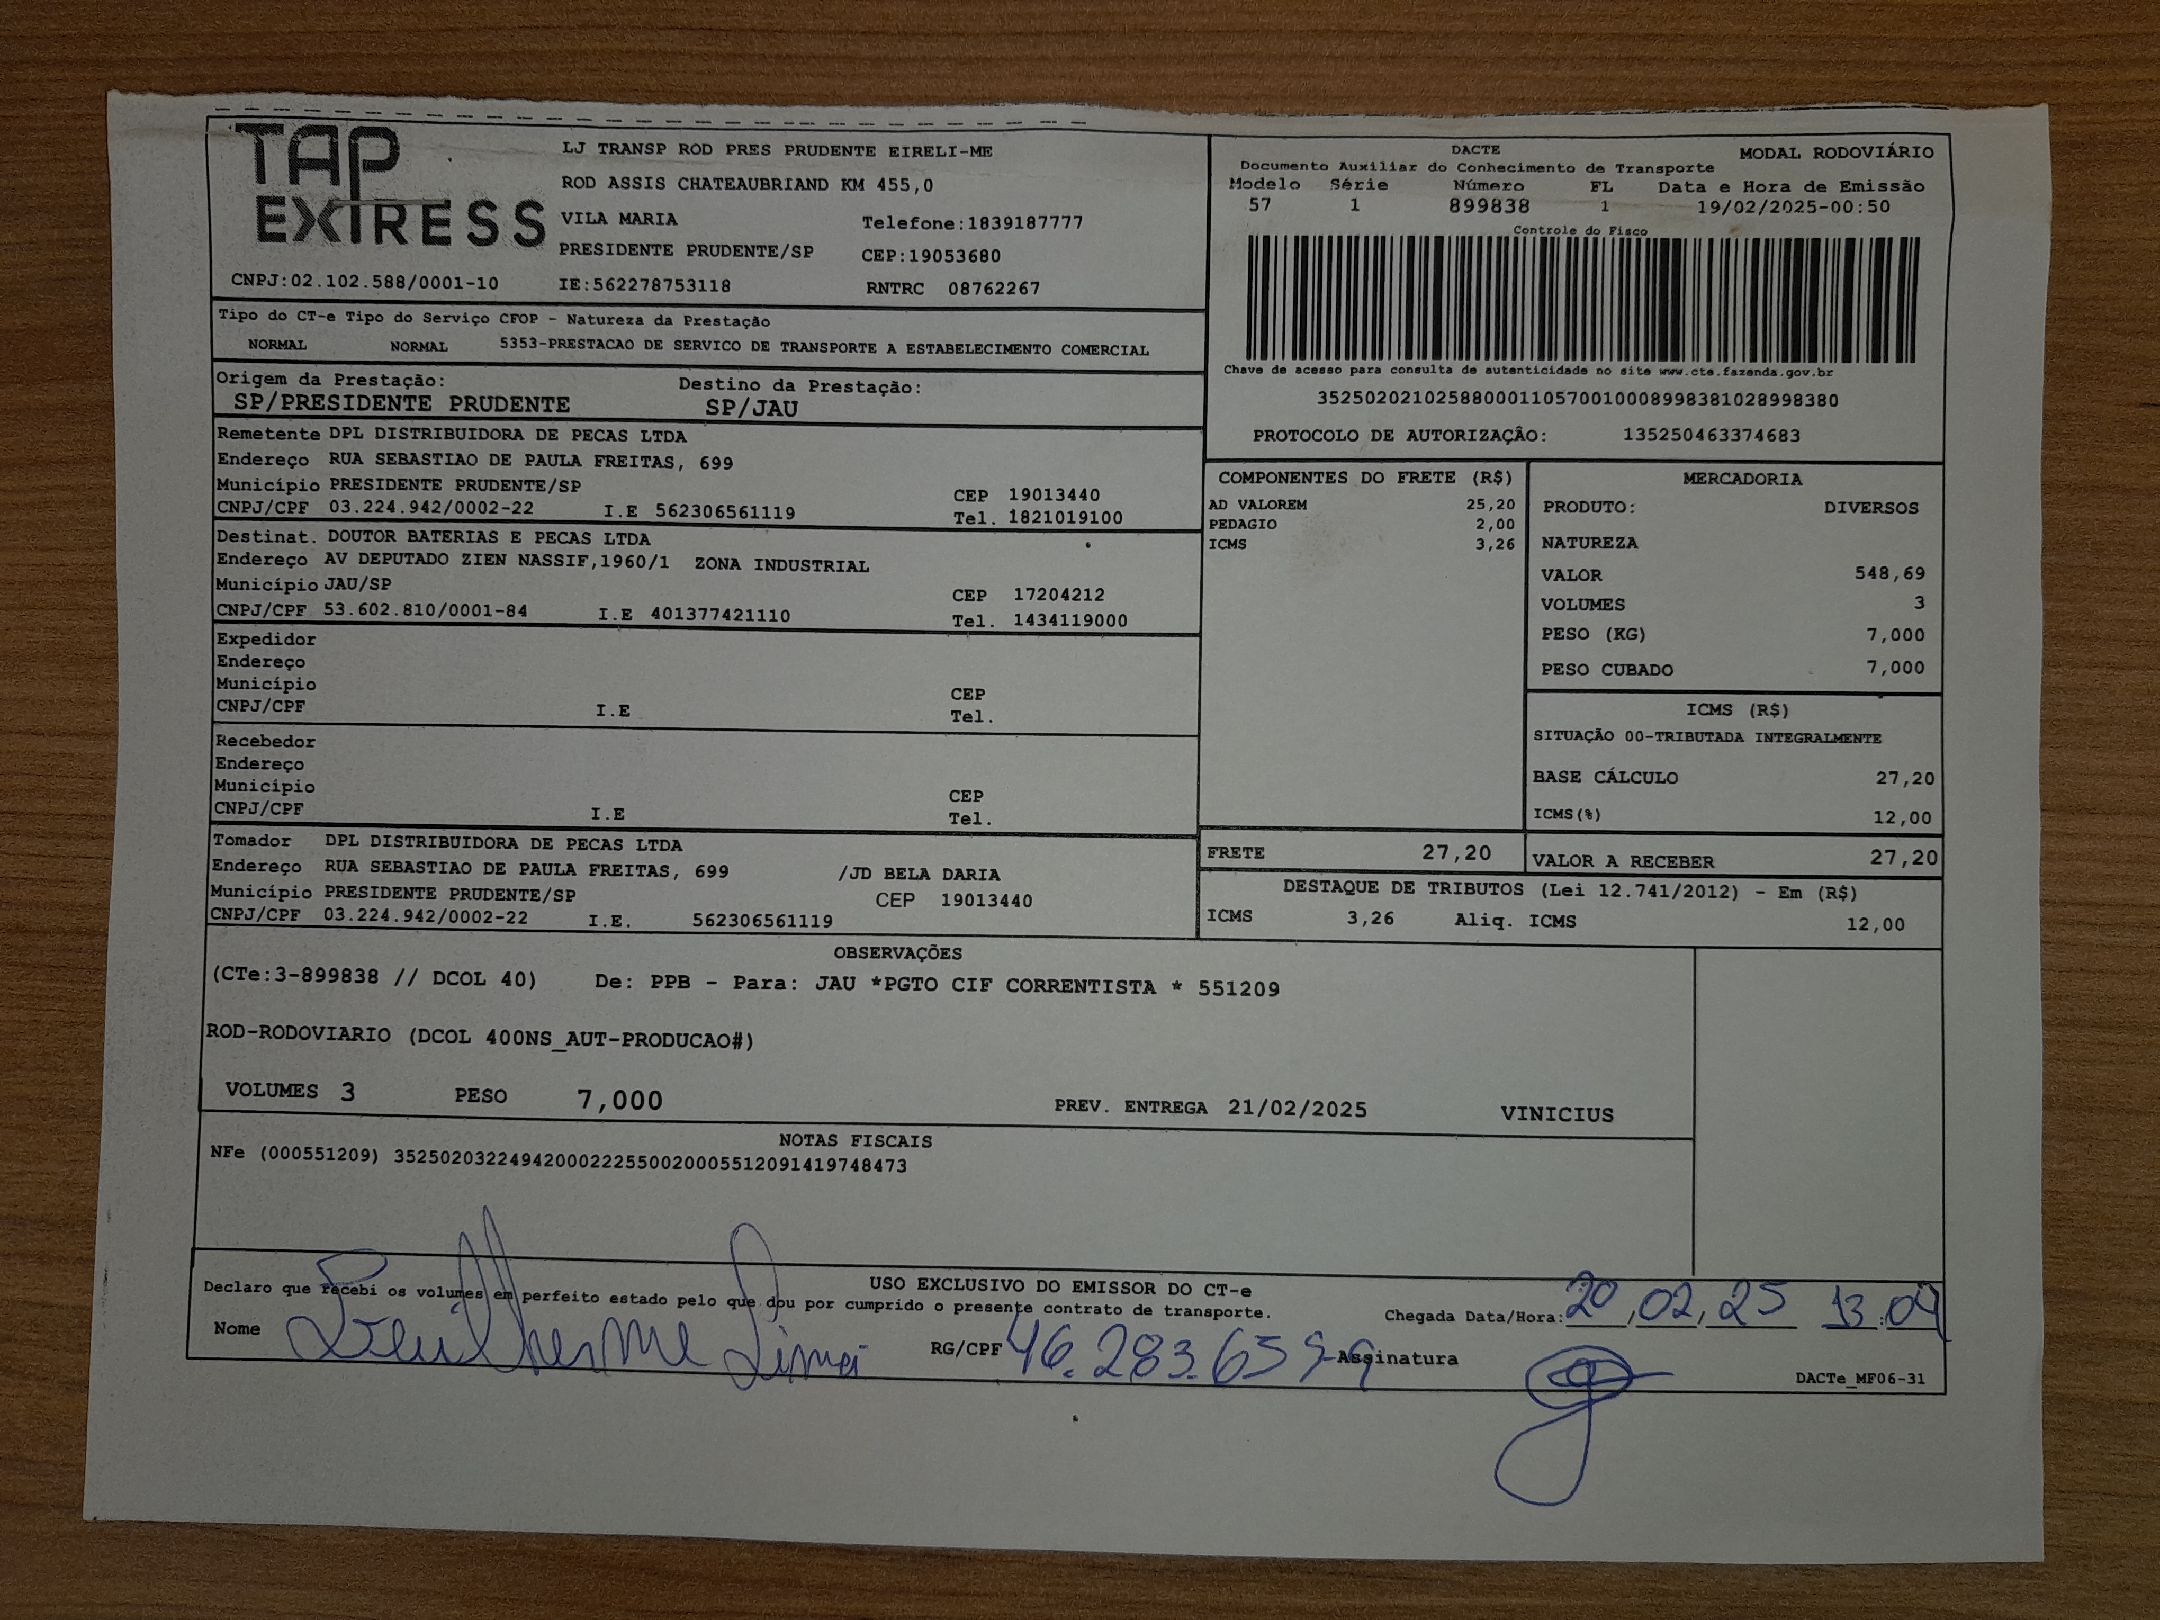 TAP EXPRESS
LJ TRANSP ROD PRES PRUDENTE EIRELI-ME
ROD ASSIS CHATEAUBRIAND KM 455,0
VILA MARIA Telefone:1839187777
PRESIDENTE PRUDENTE/SP CEP:19053680
CNPJ:02.102.588/0001-10 IE:562278753118 RNTRC 08762267
DACTE MODAL RODOVIÁRIO
Documento Auxiliar do Conhecimento de Transporte
Modelo Série Número FL Data e Hora de Emissão
57 1 899838 1 19/02/2025-00:50
Controle do Fisco
Chave de acesso para consulta de autenticidade no site www.cte.fazenda.gov.br
35250202102588000110570010008998381028998380
PROTOCOLO DE AUTORIZAÇÃO: 135250463374683
Tipo do CT-e Tipo do Serviço CFOP - Natureza da Prestação
NORMAL NORMAL 5353-PRESTACAO DE SERVICO DE TRANSPORTE A ESTABELECIMENTO COMERCIAL
Origem da Prestação: Destino da Prestação:
SP/PRESIDENTE PRUDENTE SP/JAU
Remetente DPL DISTRIBUIDORA DE PECAS LTDA
Endereço RUA SEBASTIAO DE PAULA FREITAS, 699
Município PRESIDENTE PRUDENTE/SP CEP 19013440
CNPJ/CPF 03.224.942/0002-22 I.E 562306561119 Tel. 1821019100
Destinat. DOUTOR BATERIAS E PECAS LTDA
Endereço AV DEPUTADO ZIEN NASSIF,1960/1 ZONA INDUSTRIAL
Município JAU/SP CEP 17204212
CNPJ/CPF 53.602.810/0001-84 I.E 401377421110 Tel. 1434119000
Expedidor
Endereço
Município CEP
CNPJ/CPF I.E Tel.
Recebedor
Endereço
Município CEP
CNPJ/CPF I.E Tel.
Tomador DPL DISTRIBUIDORA DE PECAS LTDA
Endereço RUA SEBASTIAO DE PAULA FREITAS, 699 /JD BELA DARIA
Município PRESIDENTE PRUDENTE/SP CEP 19013440
CNPJ/CPF 03.224.942/0002-22 I.E. 562306561119
COMPONENTES DO FRETE (R$)
AD VALOREM 25,20
PEDAGIO 2,00
ICMS 3,26
MERCADORIA
PRODUTO: DIVERSOS
NATUREZA
VALOR 548,69
VOLUMES 3
PESO (KG) 7,000
PESO CUBADO 7,000
ICMS (R$)
SITUAÇÃO 00-TRIBUTADA INTEGRALMENTE
BASE CÁLCULO 27,20
ICMS(%) 12,00
FRETE 27,20 VALOR A RECEBER 27,20
DESTAQUE DE TRIBUTOS (Lei 12.741/2012) - Em (R$)
ICMS 3,26 Aliq. ICMS 12,00
OBSERVAÇÕES
(CTe:3-899838 // DCOL 40) De: PPB - Para: JAU *PGTO CIF CORRENTISTA * 551209
ROD-RODOVIARIO (DCOL 400NS_AUT-PRODUCAO#)
VOLUMES 3 PESO 7,000 PREV. ENTREGA 21/02/2025 VINICIUS
NOTAS FISCAIS
NFe (000551209) 35250203224942000222550020005512091419748473
USO EXCLUSIVO DO EMISSOR DO CT-e
Declaro que recebi os volumes em perfeito estado pelo que dou por cumprido o presente contrato de transporte.
Chegada Data/Hora: 20,02,25 13:09
Nome Guilherme RG/CPF Assinatura
DACTe_MF06-31